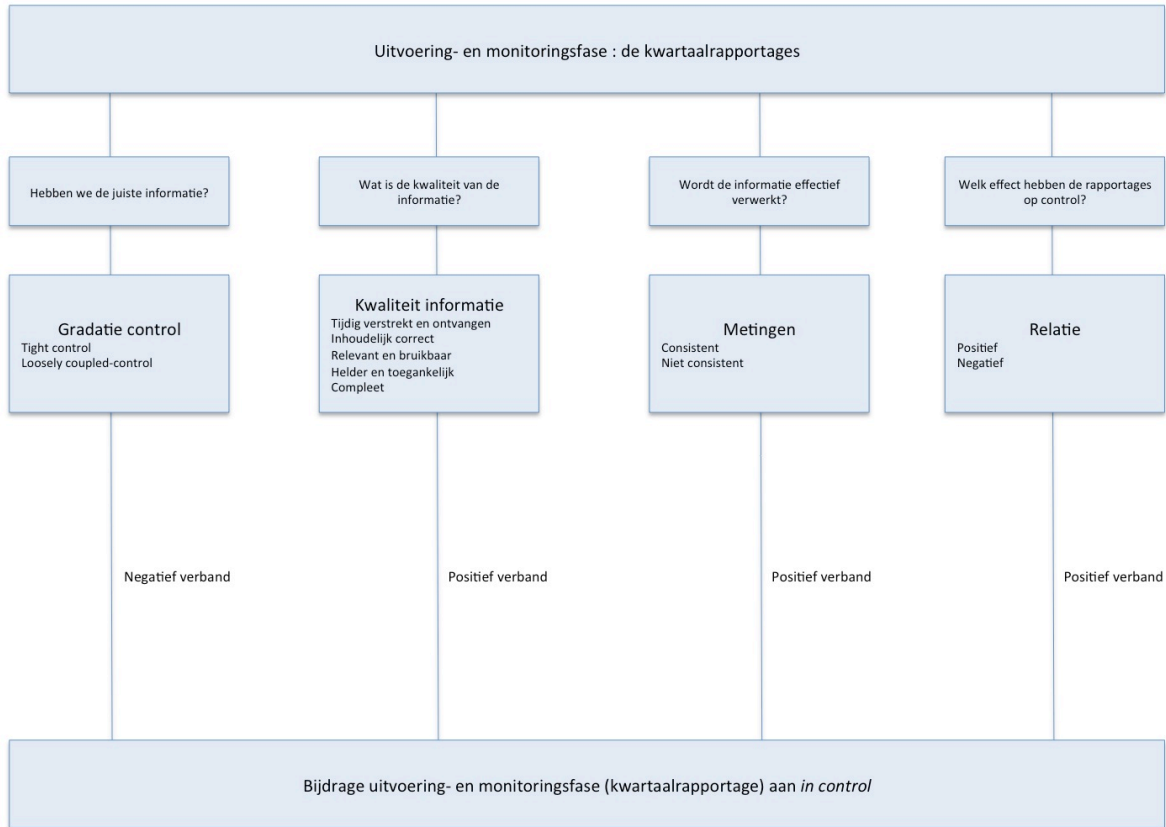 Uitvoering- en monitoringsfase : de kwartaalrapportages
Hebben we de juiste informatie?
Wat is de kwaliteit van de
informatie?
Wordt de informatie effectief
verwerkt?
Welk effect hebben de rapportages
op control?
Gradatie control
Tight control
Loosely coupled-control
Kwaliteit informatie
Tijdig verstrekt en ontvangen
Inhoudelijk correct
Relevant en bruikbaar
Helder en toegankelijk
Compleet
Metingen
Consistent
Niet consistent
Relatie
Positief
Negatief
Negatief verband
Positief verband
Positief verband
Positief verband
Bijdrage uitvoering- en monitoringsfase (kwartaalrapportage) aan in control